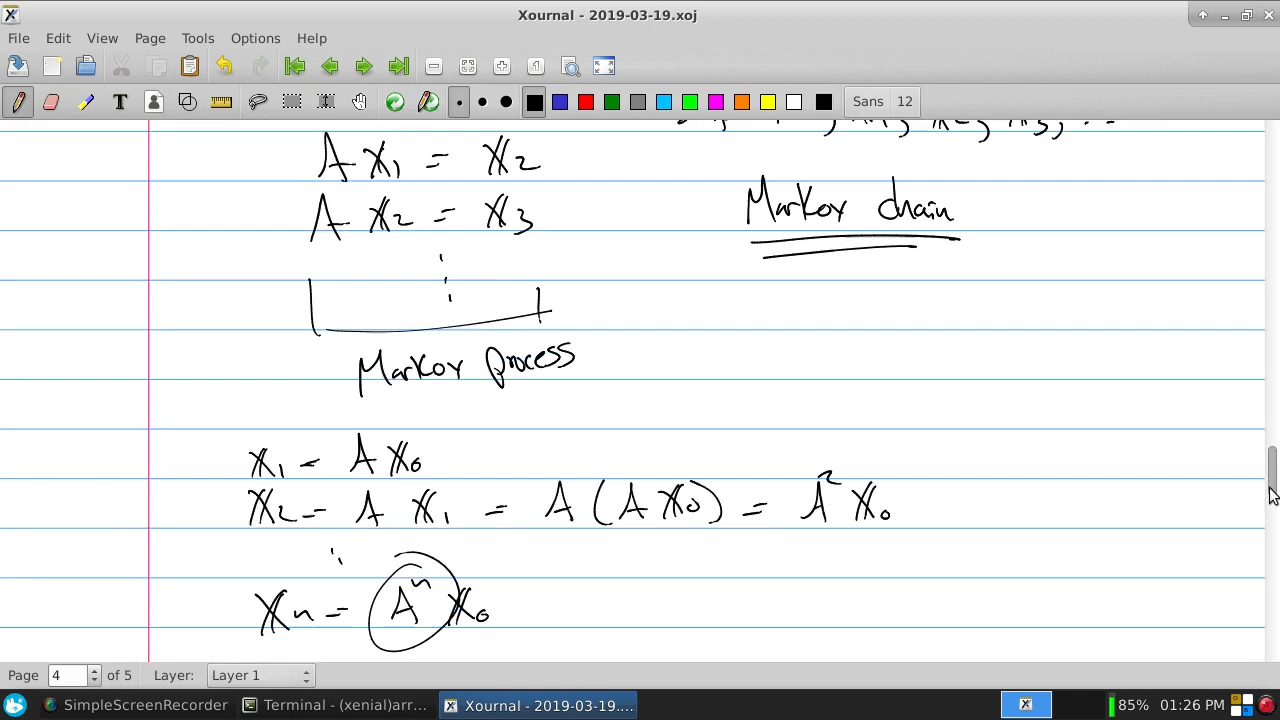 Xournal - 2019-03-19.xoj
File Edit View Page Tools Options Help
Sans 12
A X₁ = X₂
A X₂ = X₃
Markov chain
⋮
Markov process
X₁ = A X₀
X₂ = A X₁ = A (A X₀) = A² X₀
⋮
Xₙ = Aⁿ X₀
Page 4 of 5 Layer: Layer 1
SimpleScreenRecorder Terminal - (xenial)arr... Xournal - 2019-03-19.... 85% 01:26 PM